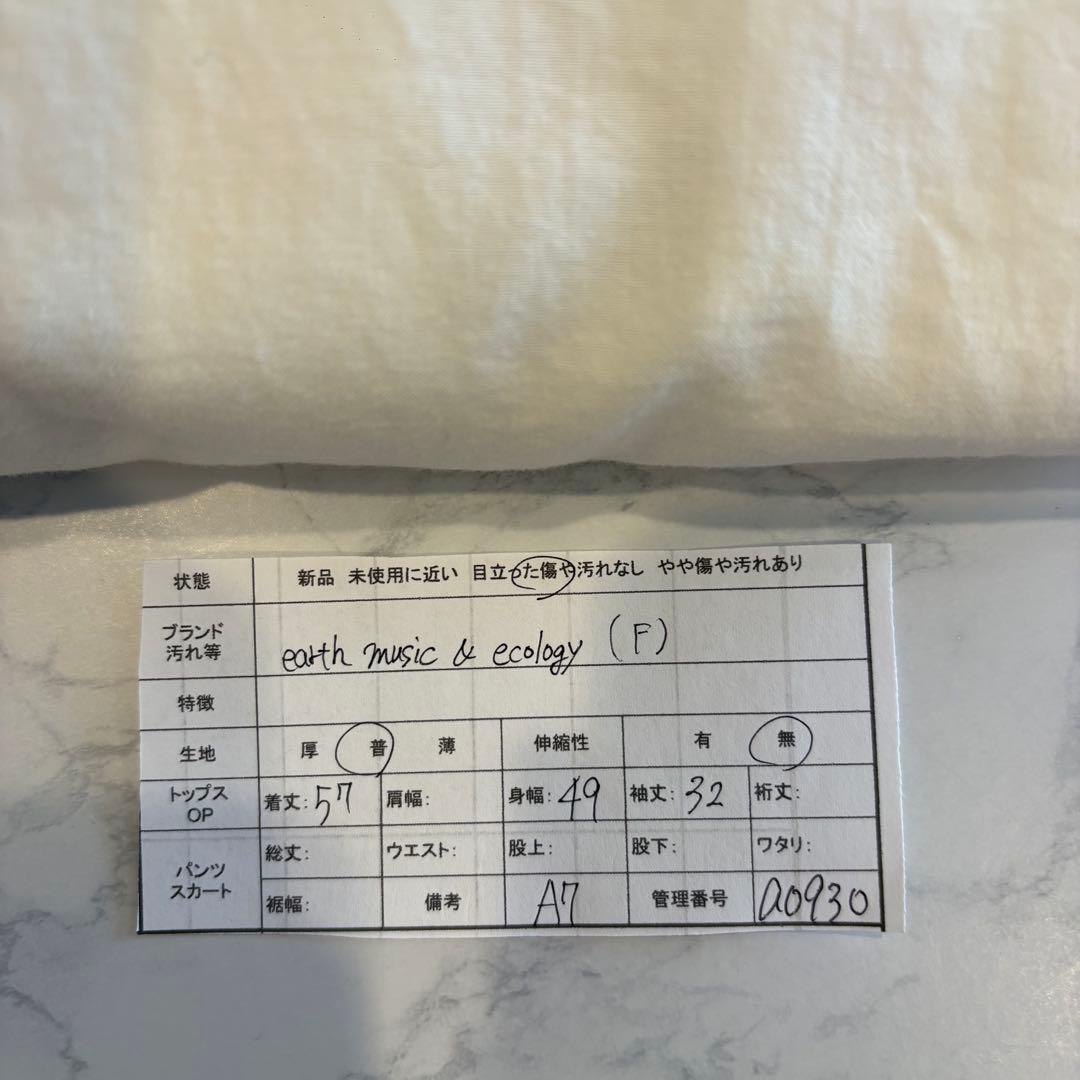 状態 新品 未使用に近い 目立った傷や汚れなし やや傷や汚れあり
ブランド
汚れ等 earth music & ecology (F)
特徴
生地 厚 普 薄 伸縮性 有 無
トップス
OP 着丈:57 肩幅: 身幅:49 袖丈:32 裄丈:
パンツ
スカート 総丈: ウエスト: 股上: 股下: ワタリ:
裾幅: 備考 A7 管理番号 a0930